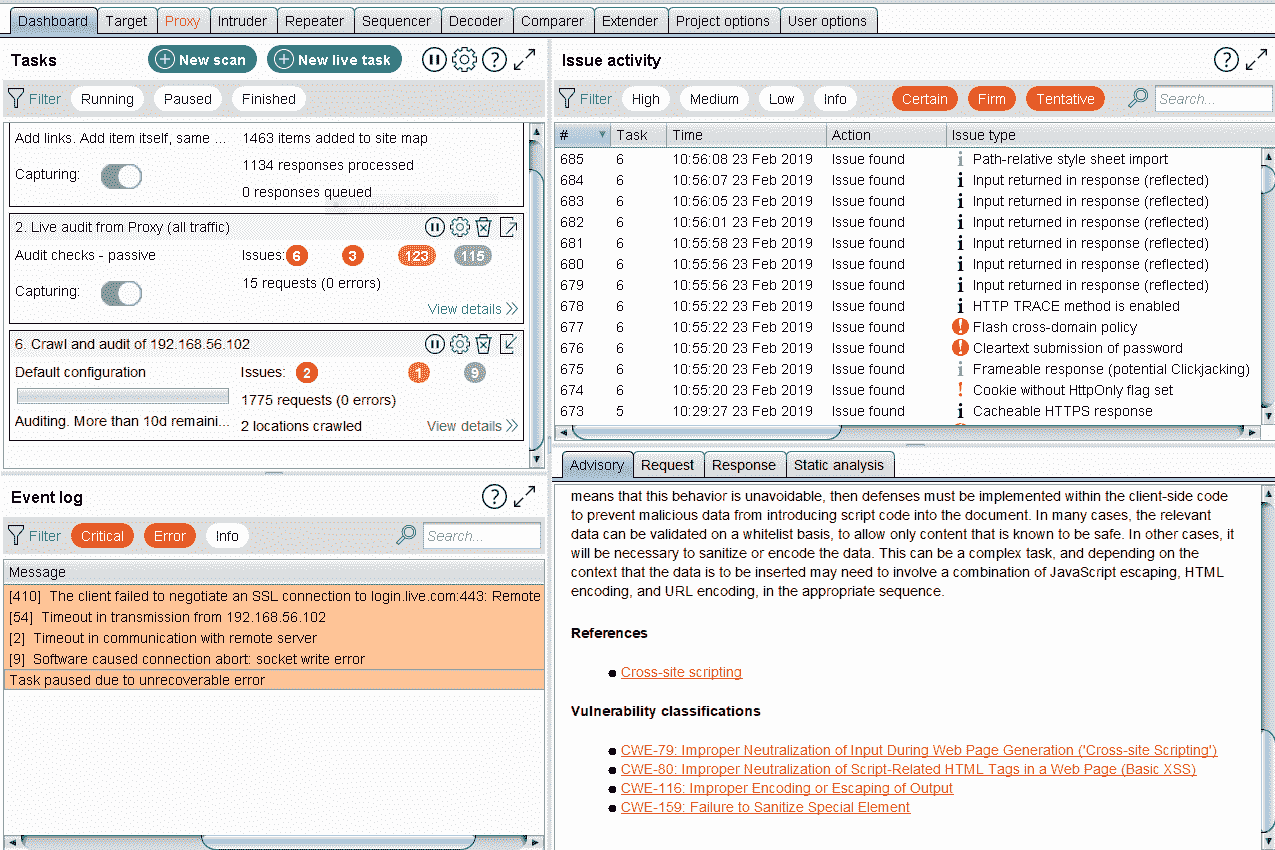 Dashboard Target Proxy Intruder Repeater Sequencer Decoder Comparer Extender Project options User options
Tasks
New scan
New live task
Filter Running Paused Finished
Add links. Add item itself, same ... 1463 items added to site map
1134 responses processed
Capturing:
0 responses queued
2. Live audit from Proxy (all traffic)
Audit checks - passive Issues: 6 3 123 115
15 requests (0 errors)
Capturing:
View details
6. Crawl and audit of 192.168.56.102
Default configuration Issues: 2 1 9
1775 requests (0 errors)
Auditing. More than 10d remaini... 2 locations crawled View details
Event log
Filter Critical Error Info Search...
Message
[410] The client failed to negotiate an SSL connection to login.live.com:443: Remote
[54] Timeout in transmission from 192.168.56.102
[2] Timeout in communication with remote server
[9] Software caused connection abort: socket write error
Task paused due to unrecoverable error
Issue activity
Filter High Medium Low Info Certain Firm Tentative Search...
# Task Time Action Issue type
685 6 10:56:08 23 Feb 2019 Issue found Path-relative style sheet import
684 6 10:56:07 23 Feb 2019 Issue found Input returned in response (reflected)
683 6 10:56:05 23 Feb 2019 Issue found Input returned in response (reflected)
682 6 10:56:01 23 Feb 2019 Issue found Input returned in response (reflected)
681 6 10:55:58 23 Feb 2019 Issue found Input returned in response (reflected)
680 6 10:55:56 23 Feb 2019 Issue found Input returned in response (reflected)
679 6 10:55:56 23 Feb 2019 Issue found Input returned in response (reflected)
678 6 10:55:22 23 Feb 2019 Issue found HTTP TRACE method is enabled
677 6 10:55:22 23 Feb 2019 Issue found Flash cross-domain policy
676 6 10:55:20 23 Feb 2019 Issue found Cleartext submission of password
675 6 10:55:20 23 Feb 2019 Issue found Frameable response (potential Clickjacking)
674 6 10:55:20 23 Feb 2019 Issue found Cookie without HttpOnly flag set
673 5 10:29:27 23 Feb 2019 Issue found Cacheable HTTPS response
Advisory Request Response Static analysis
means that this behavior is unavoidable, then defenses must be implemented within the client-side code
to prevent malicious data from introducing script code into the document. In many cases, the relevant
data can be validated on a whitelist basis, to allow only content that is known to be safe. In other cases, it
will be necessary to sanitize or encode the data. This can be a complex task, and depending on the
context that the data is to be inserted may need to involve a combination of JavaScript escaping, HTML
encoding, and URL encoding, in the appropriate sequence.
References
Cross-site scripting
Vulnerability classifications
CWE-79: Improper Neutralization of Input During Web Page Generation ('Cross-site Scripting')
CWE-80: Improper Neutralization of Script-Related HTML Tags in a Web Page (Basic XSS)
CWE-116: Improper Encoding or Escaping of Output
CWE-159: Failure to Sanitize Special Element